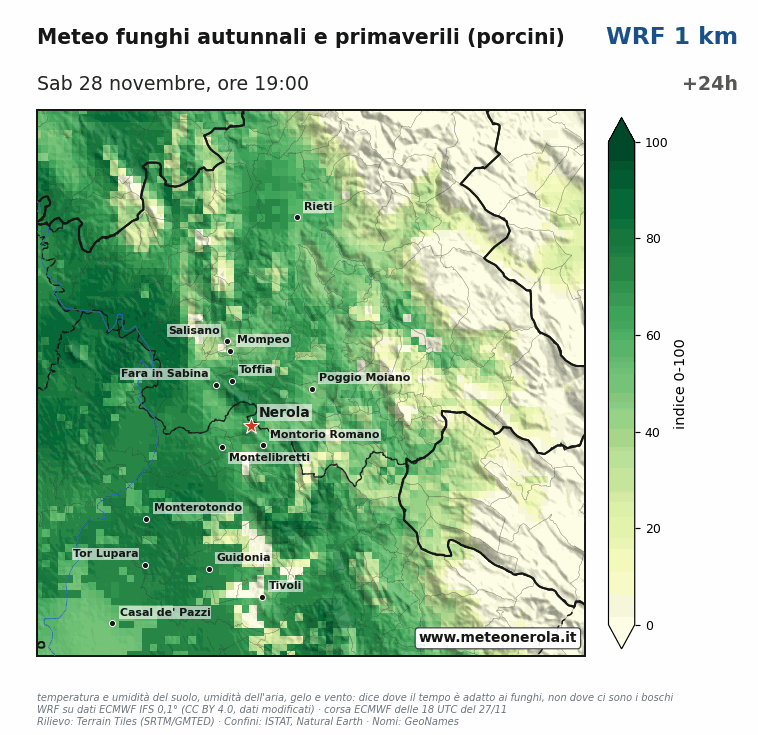 Meteo funghi autunnali e primaverili (porcini)
WRF 1 km
Sab 28 novembre, ore 19:00
+24h
Rieti
Salisano
Mompeo
Fara in Sabina
Toffia
Poggio Moiano
Nerola
Montorio Romano
Montelibretti
Monterotondo
Tor Lupara
Guidonia
Tivoli
Casal de' Pazzi
www.meteonerola.it
100
80
60
40
20
0
indice 0-100
temperatura e umidità del suolo, umidità dell'aria, gelo e vento: dice dove il tempo è adatto ai funghi, non dove ci sono i boschi
WRF su dati ECMWF IFS 0,1° (CC BY 4.0, dati modificati) · corsa ECMWF delle 18 UTC del 27/11
Rilievo: Terrain Tiles (SRTM/GMTED) · Confini: ISTAT, Natural Earth · Nomi: GeoNames